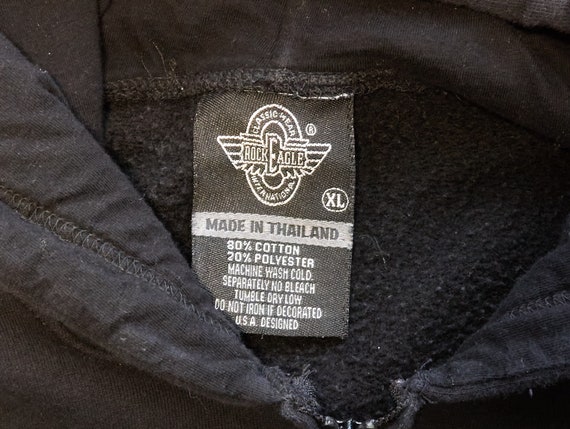 CLASSIC WEAR
®
ROCK EAGLE
INTERNATIONAL
XL
MADE IN THAILAND
80% COTTON
20% POLYESTER
MACHINE WASH COLD.
SEPARATELY NO BLEACH
TUMBLE DRY LOW
DO NOT IRON IF DECORATED
U.S.A. DESIGNED